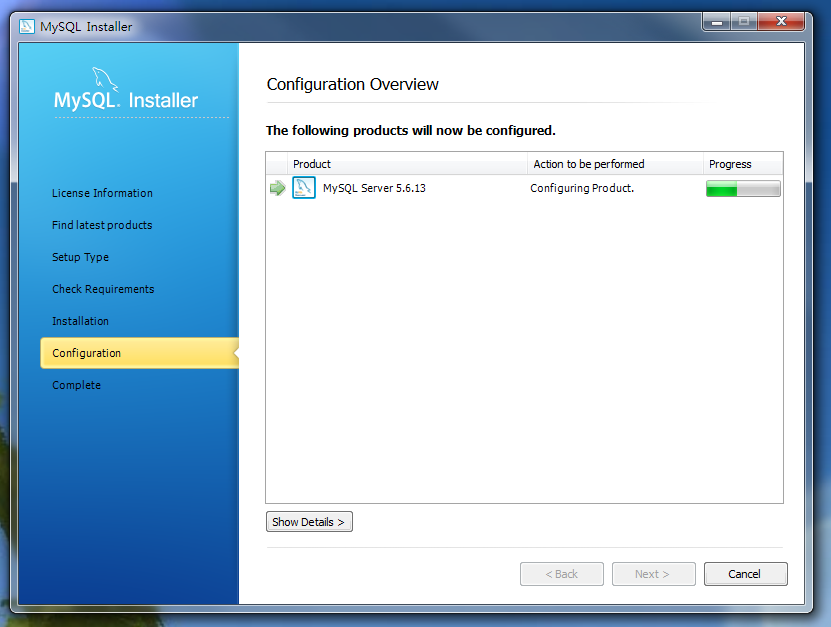 MySQL Installer
MySQL. Installer
License Information
Find latest products
Setup Type
Check Requirements
Installation
Configuration
Complete
Configuration Overview
The following products will now be configured.
Product Action to be performed Progress
MySQL Server 5.6.13 Configuring Product.
Show Details >
< Back Next > Cancel